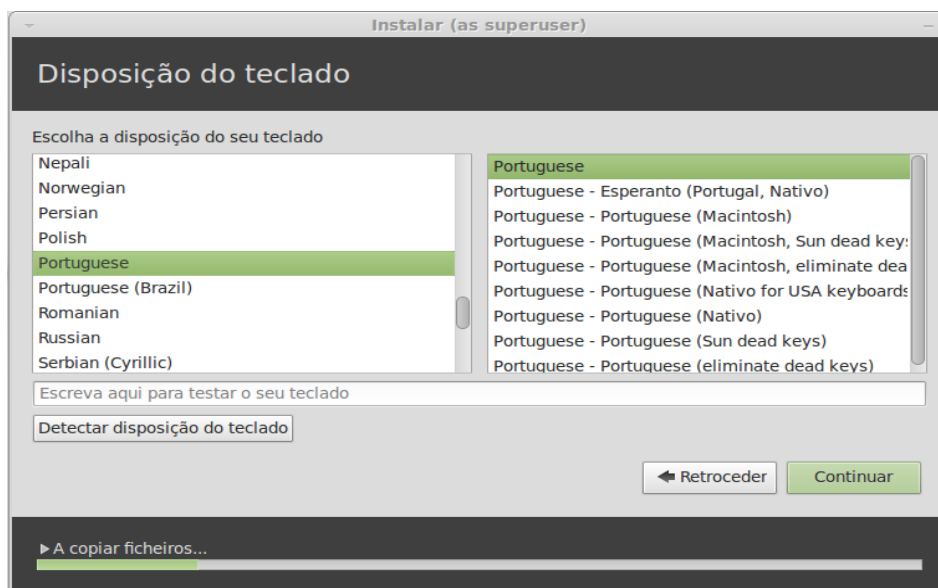 Instalar (as superuser)
Disposição do teclado
Escolha a disposição do seu teclado
Nepali
Norwegian
Persian
Polish
Portuguese
Portuguese (Brazil)
Romanian
Russian
Serbian (Cyrillic)
Portuguese
Portuguese - Esperanto (Portugal, Nativo)
Portuguese - Portuguese (Macintosh)
Portuguese - Portuguese (Macintosh, Sun dead key
Portuguese - Portuguese (Macintosh, eliminate dea
Portuguese - Portuguese (Nativo for USA keyboards
Portuguese - Portuguese (Nativo)
Portuguese - Portuguese (Sun dead keys)
Portuguese - Portuguese (eliminate dead keys)
Escreva aqui para testar o seu teclado
Detectar disposição do teclado
Retroceder
Continuar
A copiar ficheiros...